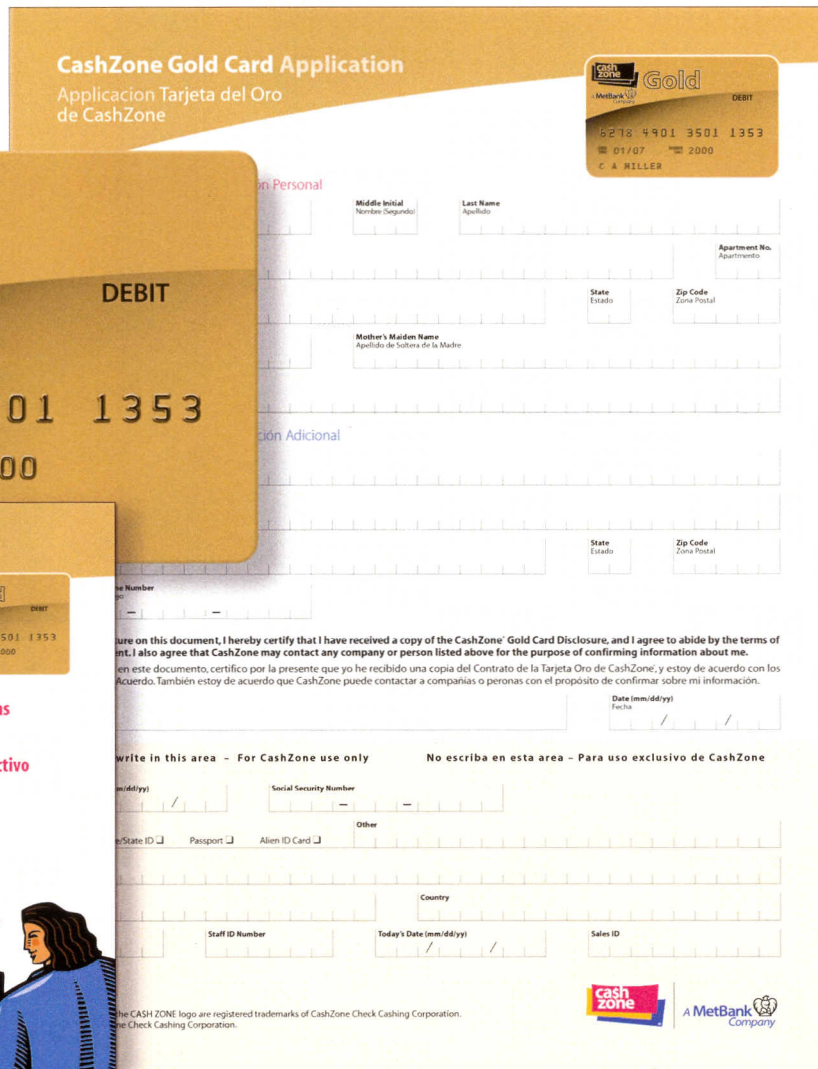 CashZone Gold Card Application
Applicacion Tarjeta del Oro
de CashZone
cash
zone
Gold
A MetBank
Company
DEBIT
6278 4901 3501 1353
01/07 2000
C A MILLER
ón Personal
Middle Initial
Nombre (Segundo)
Last Name
Apellido
Apartment No.
Apartmento
State
Estado
Zip Code
Zona Postal
Mother's Maiden Name
Apellido de Soltera de la Madre
DEBIT
01 1353
00
ción Adicional
State
Estado
Zip Code
Zona Postal
ne Number
DEBIT
501 1353
000
ure on this document, I hereby certify that I have received a copy of the CashZone® Gold Card Disclosure, and I agree to abide by the terms of
nt. I also agree that CashZone may contact any company or person listed above for the purpose of confirming information about me.
en este documento, certifico por la presente que yo he recibido una copia del Contrato de la Tarjeta Oro de CashZone®, y estoy de acuerdo con los
Acuerdo. También estoy de acuerdo que CashZone puede contactar a compañías o peronas con el propósito de confirmar sobre mi información.
Date (mm/dd/yy)
Fecha
/ /
as
ctivo
write in this area – For CashZone use only No escriba en esta area – Para uso exclusivo de CashZone
m/dd/yy)
/
Social Security Number
– –
e/State ID
Passport
Alien ID Card
Other
Country
Staff ID Number
Today's Date (mm/dd/yy)
/ /
Sales ID
he CASH ZONE logo are registered trademarks of CashZone Check Cashing Corporation.
ne Check Cashing Corporation.
cash
zone
A MetBank
Company